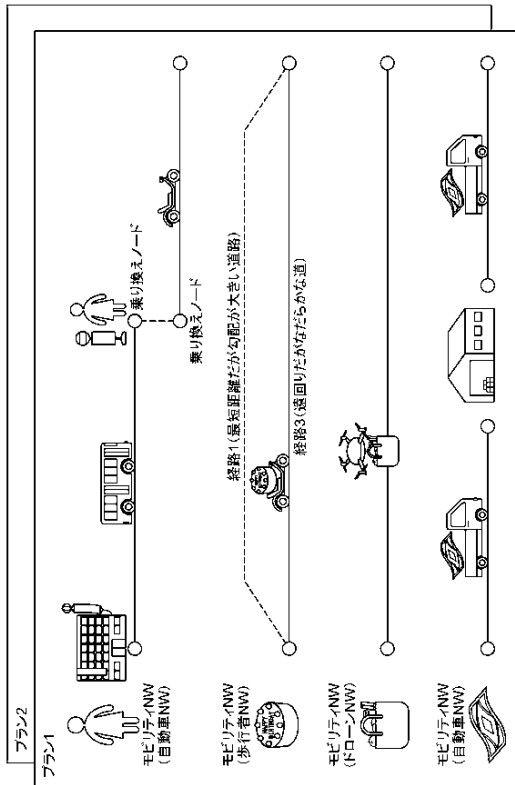 プラン2
プラン1
モビリティNW
(自動車NW)
乗り換えノード
乗り換えノード
モビリティNW
(歩行者NW)
HAPPY
BIRTHDAY
経路1(最短距離だが勾配が大きい道路)
経路3(遠回りだがなだらかな道)
モビリティNW
(ドローンNW)
モビリティNW
(自動車NW)